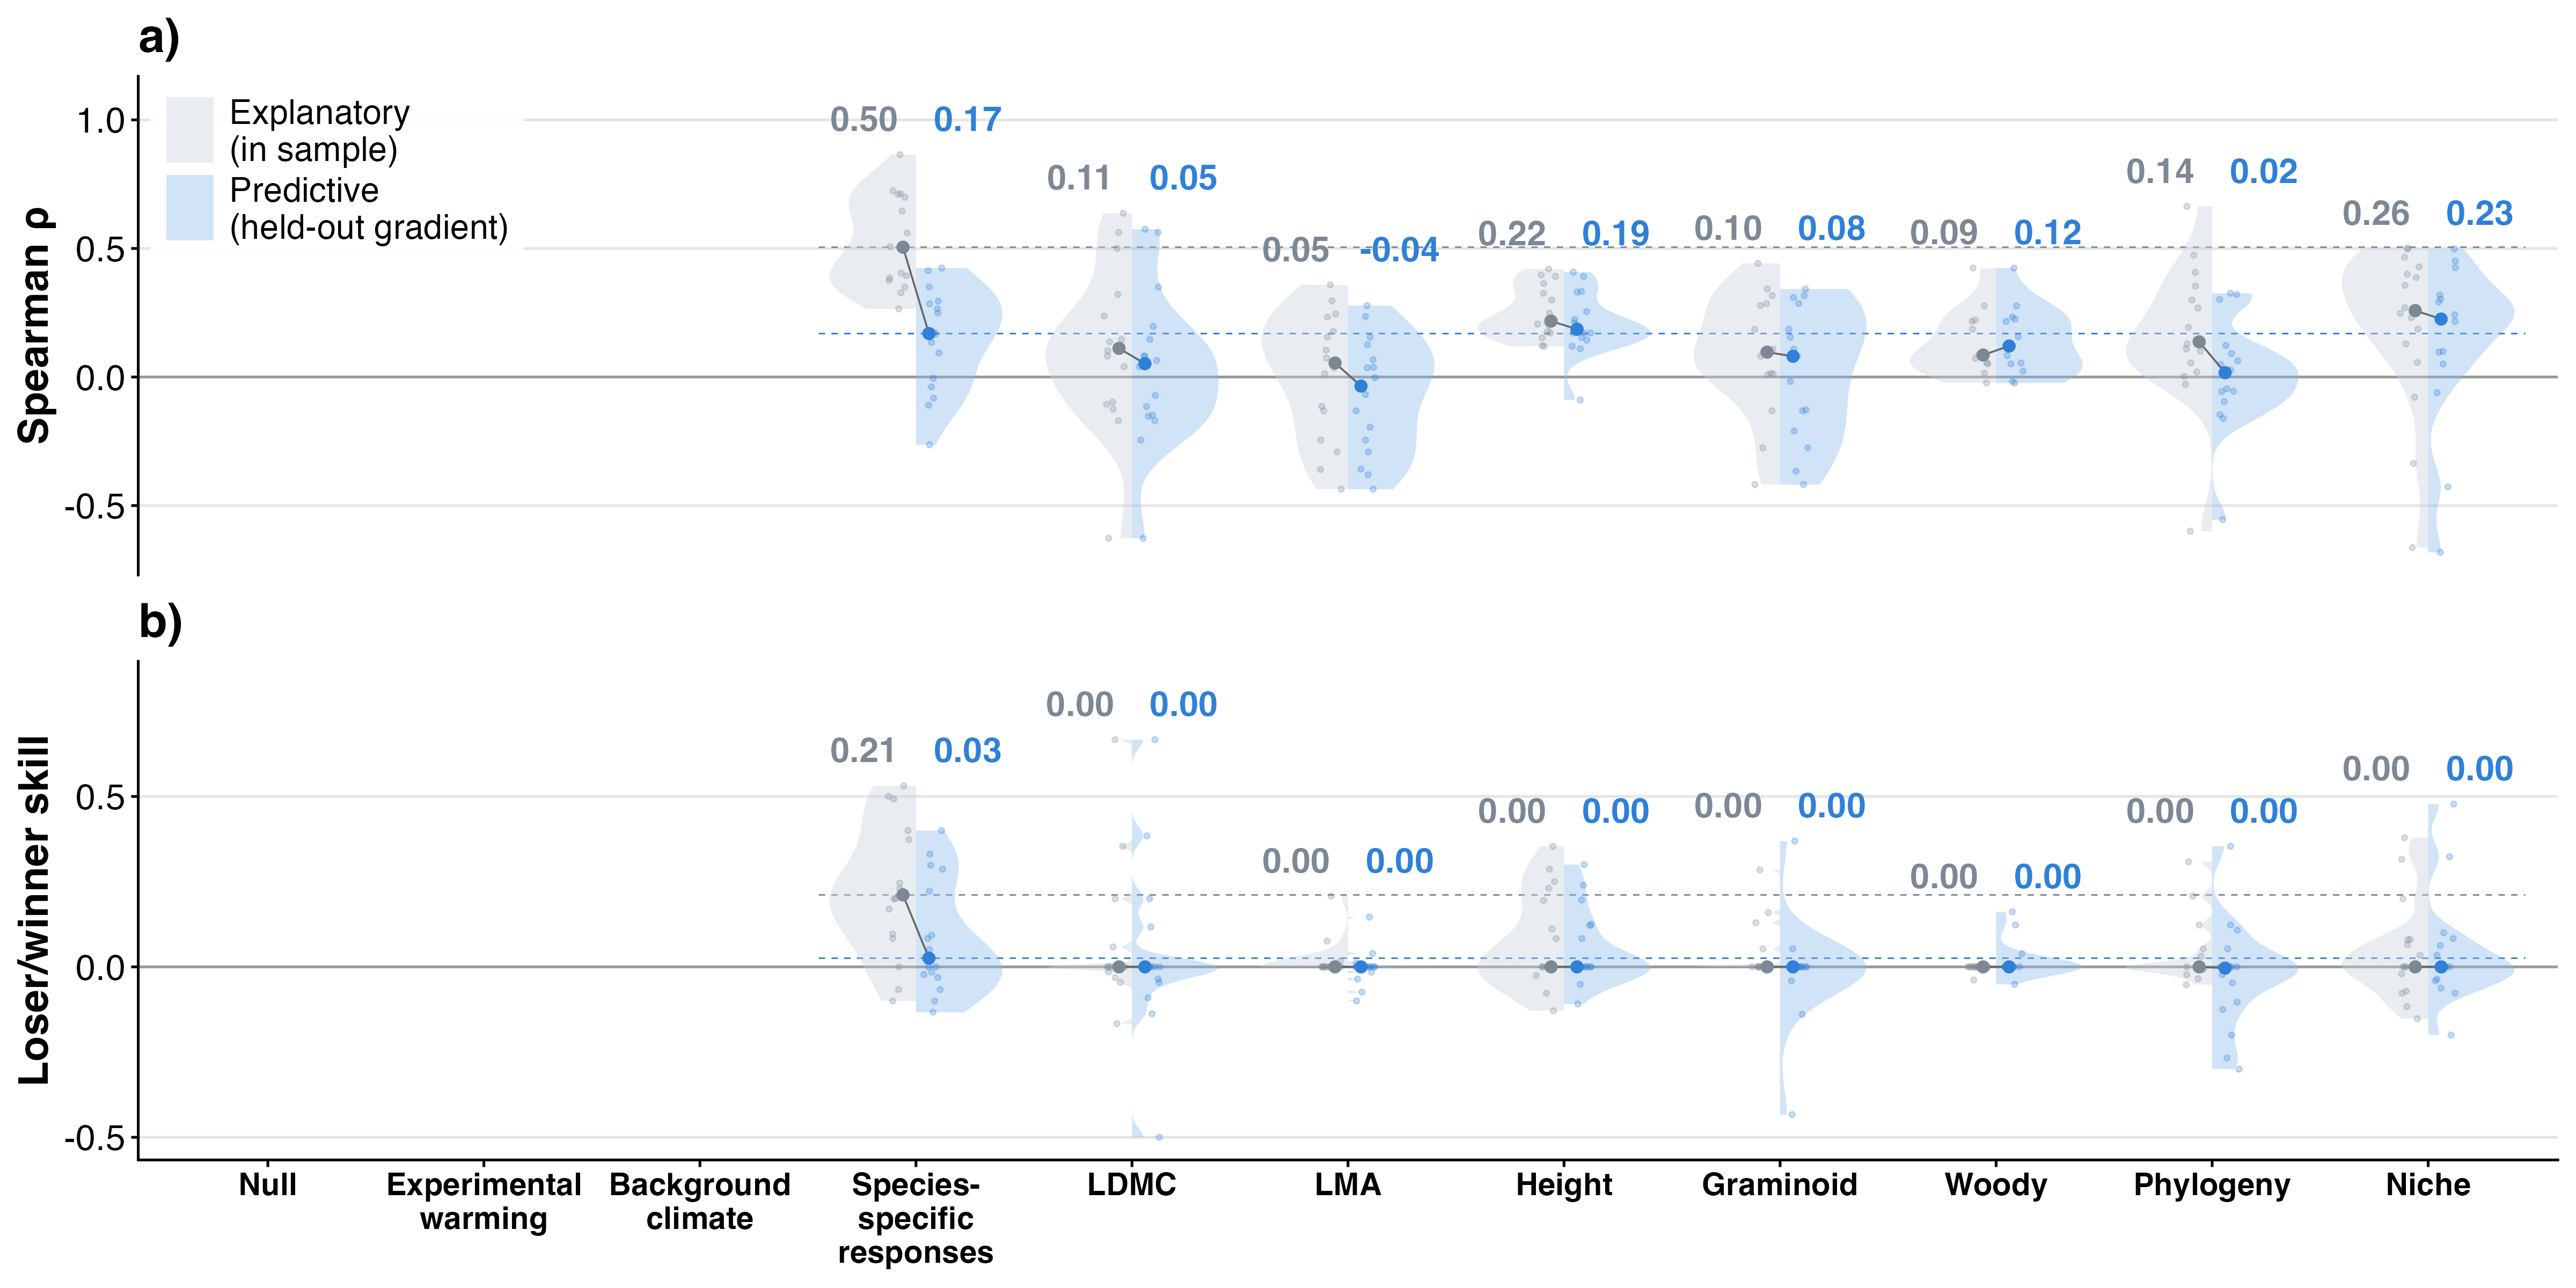 a)
Spearman ρ
1.0
0.5
0.0
-0.5
Explanatory
(in sample)
Predictive
(held-out gradient)
0.50 0.17
0.11 0.05
0.05 -0.04
0.22 0.19
0.10 0.08
0.09 0.12
0.14 0.02
0.26 0.23
b)
Loser/winner skill
0.5
0.0
-0.5
0.21 0.03
0.00 0.00
0.00 0.00
0.00 0.00
0.00 0.00
0.00 0.00
0.00 0.00
0.00 0.00
Null
Experimental
warming
Background
climate
Species-
specific
responses
LDMC
LMA
Height
Graminoid
Woody
Phylogeny
Niche